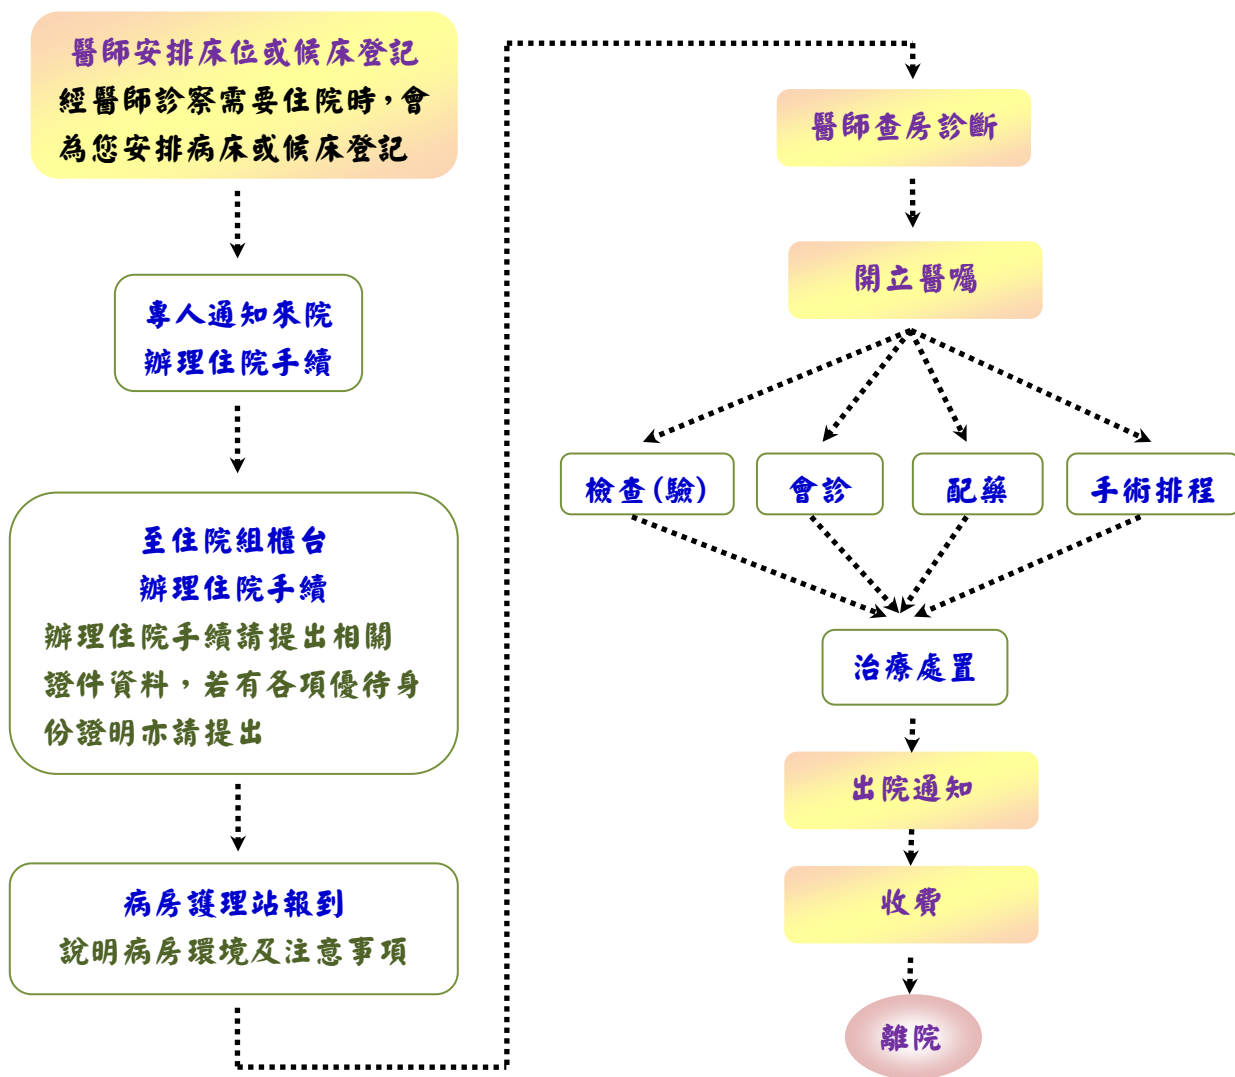 醫師安排床位或候床登記
經醫師診察需要住院時，會
為您安排病床或候床登記
專人通知來院
辦理住院手續
至住院組櫃台
辦理住院手續
辦理住院手續請提出相關
證件資料，若有各項優待身
份證明亦請提出
病房護理站報到
說明病房環境及注意事項
醫師查房診斷
開立醫囑
檢查(驗)
會診
配藥
手術排程
治療處置
出院通知
收費
離院